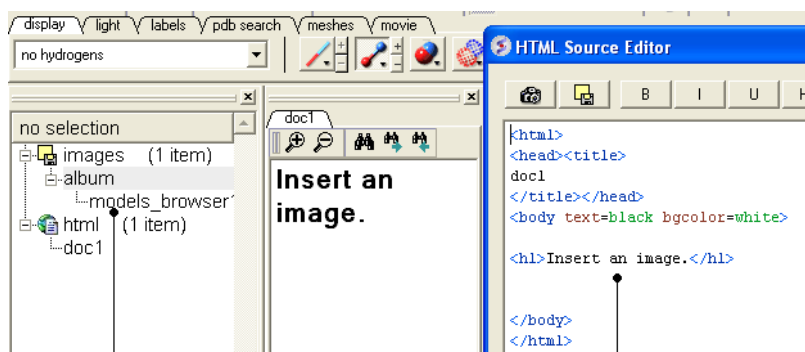 display light labels pdb search meshes movie
no hydrogens
no selection
images (1 item)
album
models_browser1
html (1 item)
doc1
doc1
Insert an
image.
HTML Source Editor
B I U H
<html>
<head><title>
doc1
</title></head>
<body text=black bgcolor=white>
<h1>Insert an image.</h1>
</body>
</html>